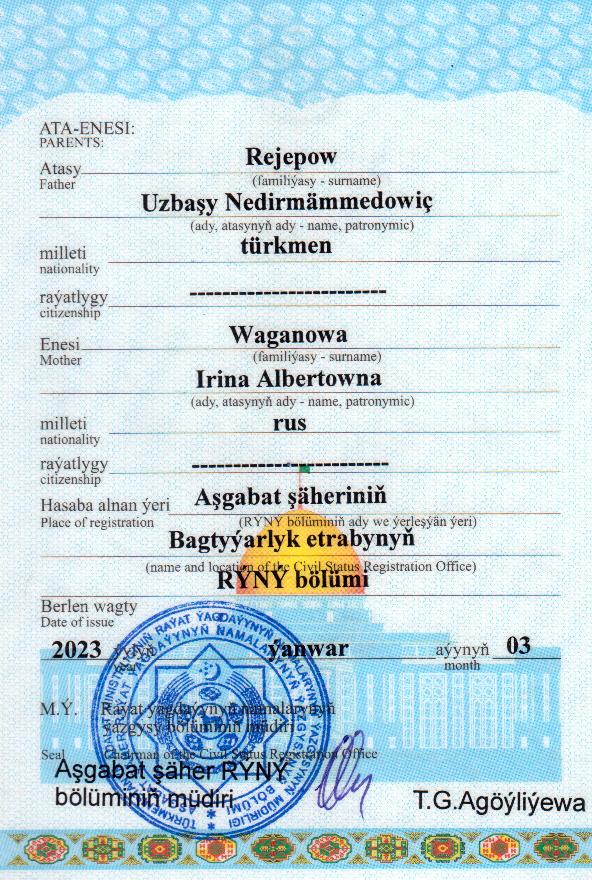 ATA-ENESI:
PARENTS:
Rejepow
Atasy
Father
(familiýasy - surname)
Uzbaşy Nedirmämmedowiç
(ady, atasynyň ady - name, patronymic)
türkmen
milleti
nationality
-----------------------
raýatlygy
citizenship
Waganowa
Enesi
Mother
(familiýasy - surname)
Irina Albertowna
(ady, atasynyň ady - name, patronymic)
rus
milleti
nationality
-----------------------
raýatlygy
citizenship
Aşgabat şäheriniň
Hasaba alnan ýeri
Place of registration
(RÝNÝ bölüminiň ady we ýerleşýän ýeri)
Bagtyýarlyk etrabynyň
(name and location of the Civil Status Registration Office)
RÝNÝ bölümi
Berlen wagty
Date of issue
2023 ýylyň ýanwar aýynyň 03
year month
M.Ý. Raýat ýagdaýynyň namalarynyň
ýazgysy bölüminiň müdiri
Seal Chairman of the Civil Status Registration Office
Aşgabat şäher RÝNÝ
bölüminiň müdiri
T.G.Agöýliýewa